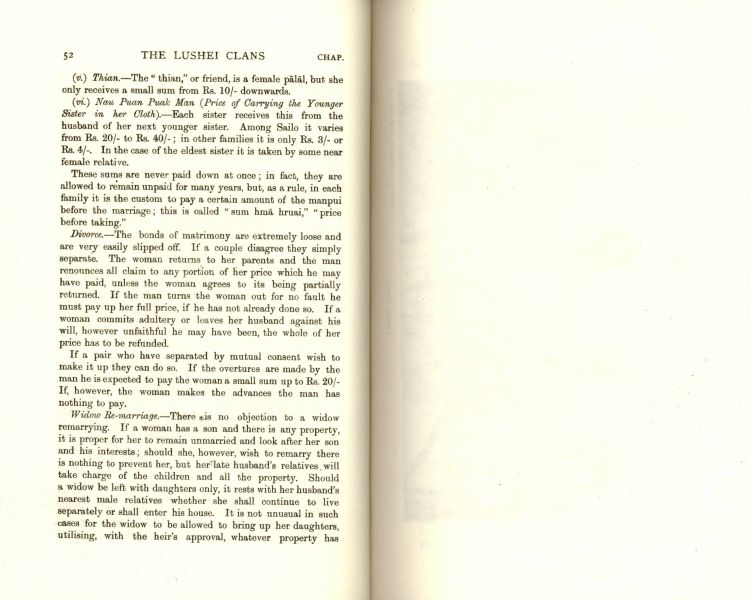 52 THE LUSHEI CLANS CHAP.
(v.) Thian.—The “ thian,” or friend, is a female pālāl, but she
only receives a small sum from Rs. 10/- downwards.
(vi.) Nau Puan Puak Man (Price of Carrying the Younger
Sister in her Cloth).—Each sister receives this from the
husband of her next younger sister. Among Sailo it varies
from Rs. 20/- to Rs. 40/- ; in other families it is only Rs. 3/- or
Rs. 4/-. In the case of the eldest sister it is taken by some near
female relative.
These sums are never paid down at once ; in fact, they are
allowed to remain unpaid for many years, but, as a rule, in each
family it is the custom to pay a certain amount of the manpui
before the marriage ; this is called “ sum hmā hruai,” “ price
before taking.”
Divorce.—The bonds of matrimony are extremely loose and
are very easily slipped off. If a couple disagree they simply
separate. The woman returns to her parents and the man
renounces all claim to any portion of her price which he may
have paid, unless the woman agrees to its being partially
returned. If the man turns the woman out for no fault he
must pay up her full price, if he has not already done so. If a
woman commits adultery or leaves her husband against his
will, however unfaithful he may have been, the whole of her
price has to be refunded.
If a pair who have separated by mutual consent wish to
make it up they can do so. If the overtures are made by the
man he is expected to pay the woman a small sum up to Rs. 20/-
If, however, the woman makes the advances the man has
nothing to pay.
Widow Re-marriage.—There is no objection to a widow
remarrying. If a woman has a son and there is any property,
it is proper for her to remain unmarried and look after her son
and his interests ; should she, however, wish to remarry there
is nothing to prevent her, but her late husband's relatives will
take charge of the children and all the property. Should
a widow be left with daughters only, it rests with her husband's
nearest male relatives whether she shall continue to live
separately or shall enter his house. It is not unusual in such
cases for the widow to be allowed to bring up her daughters,
utilising, with the heir's approval, whatever property has